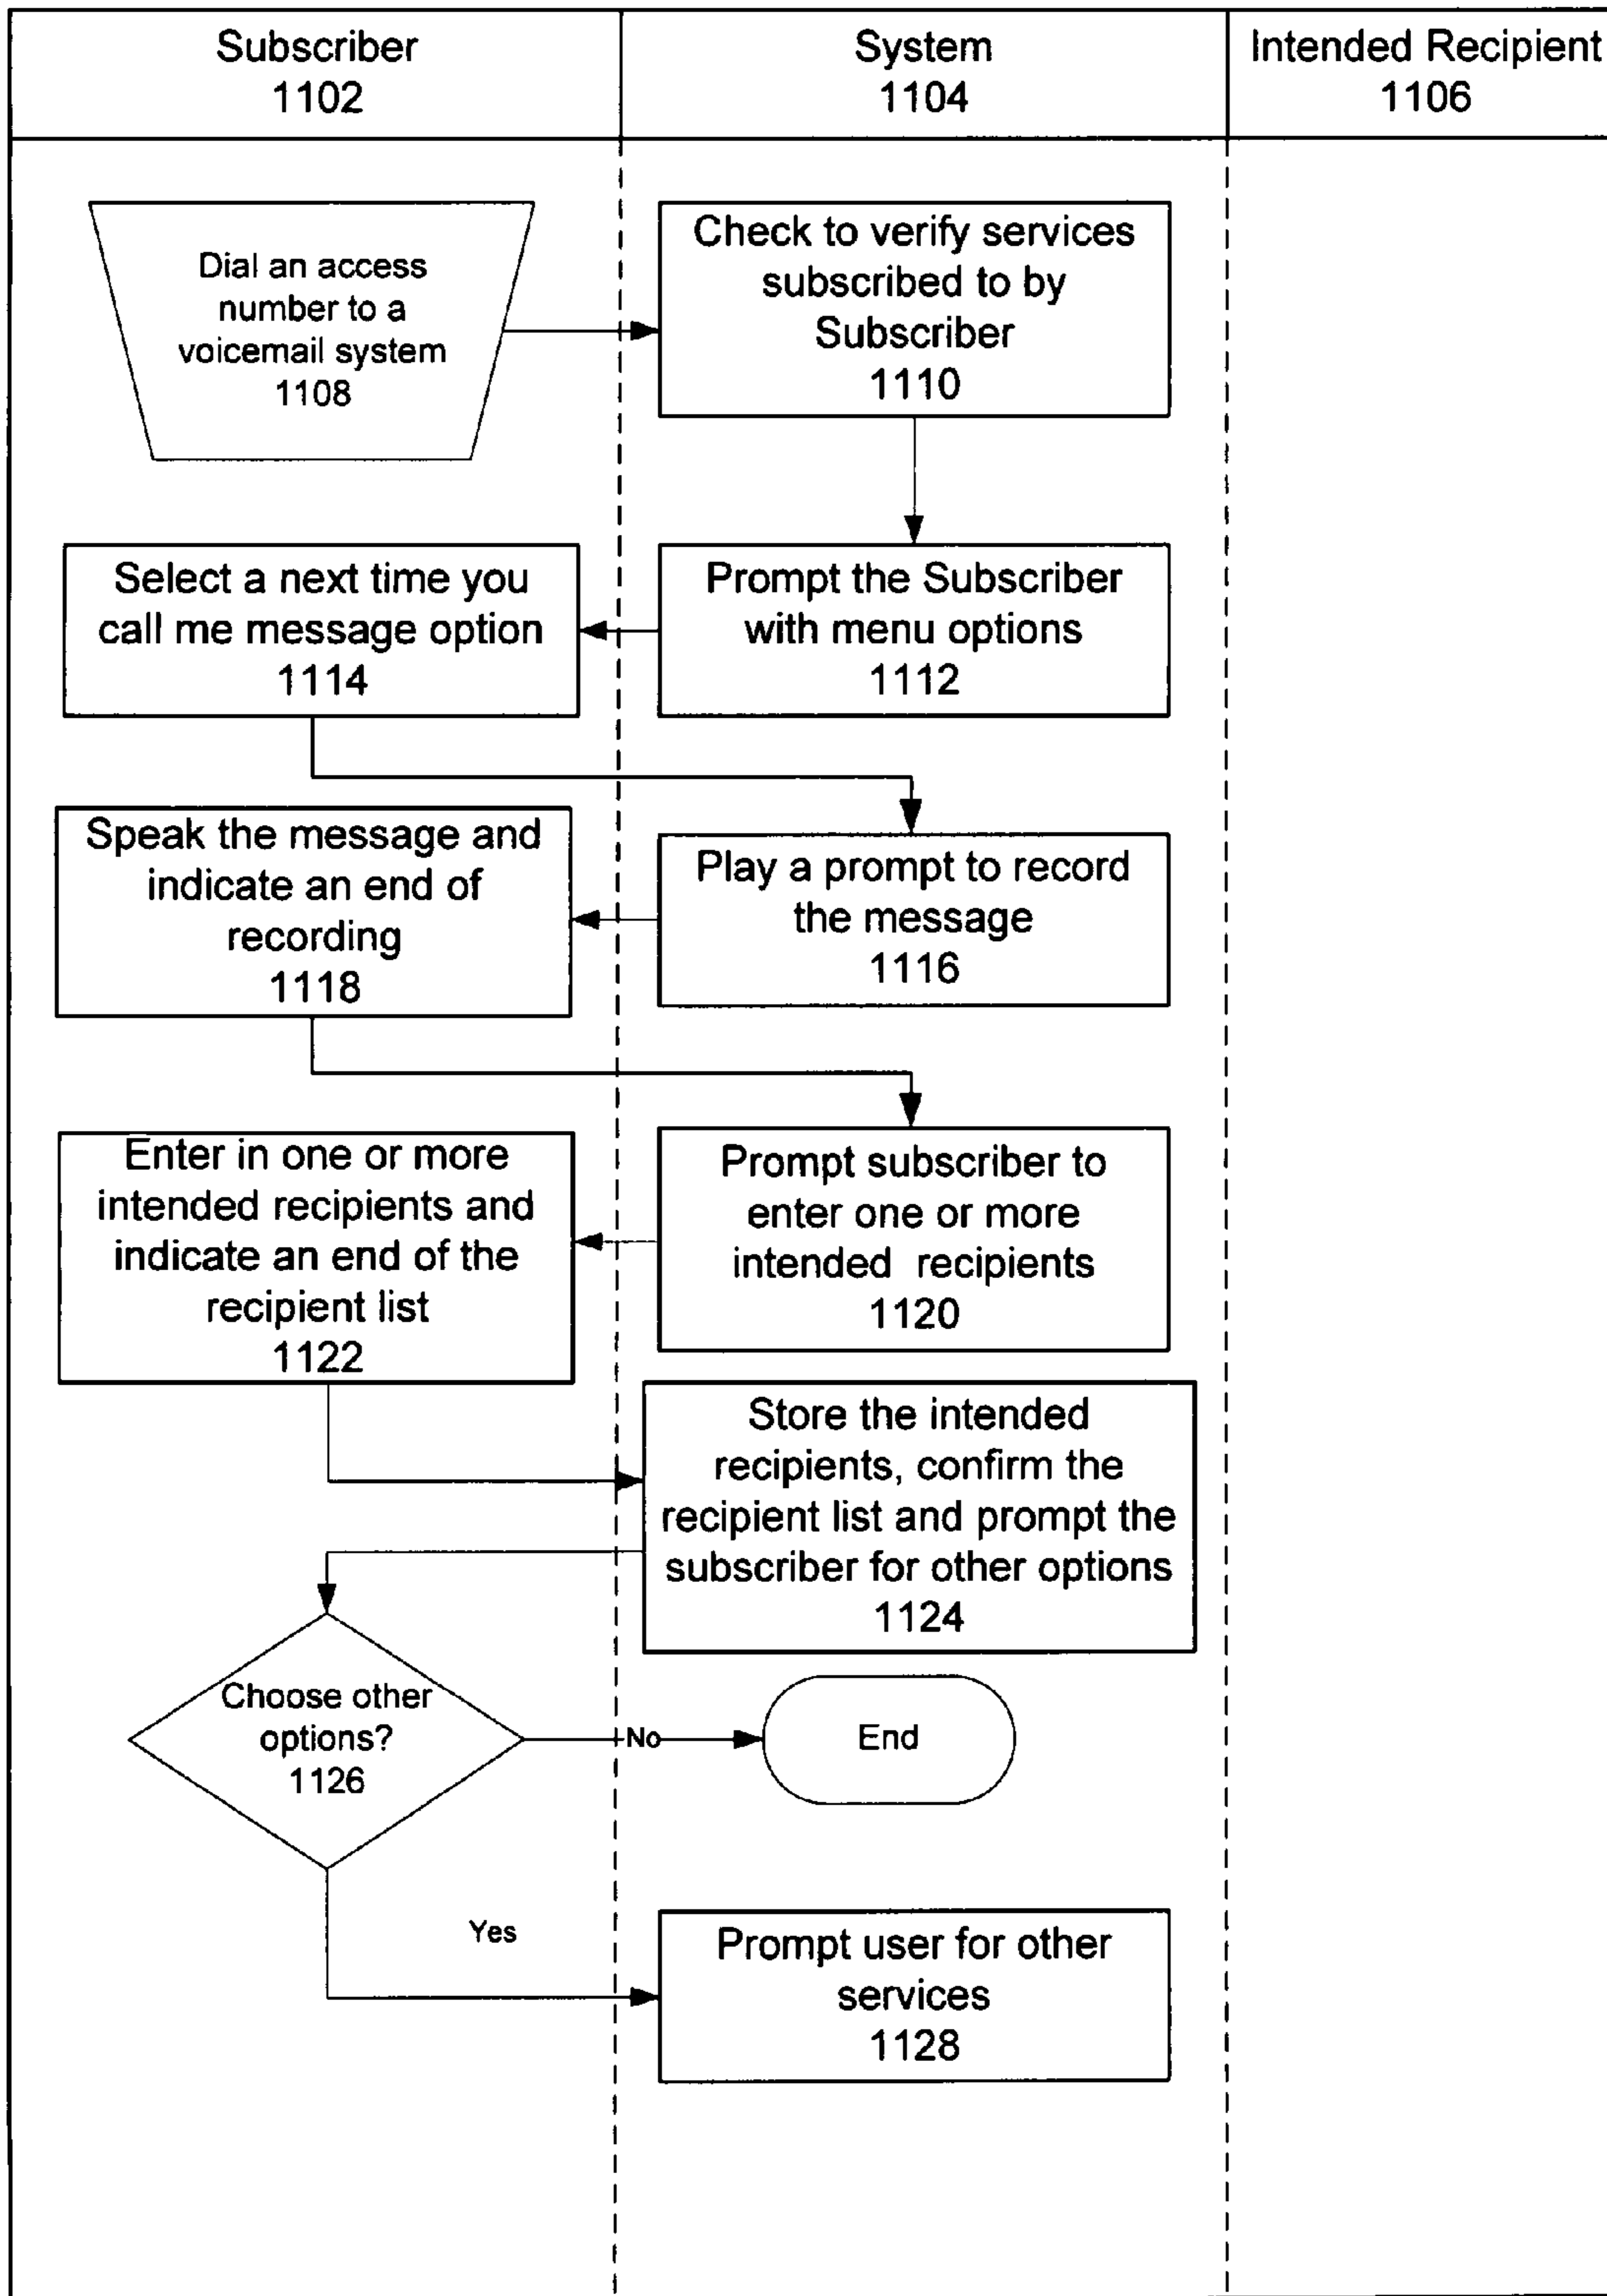 Subscriber
1102
System
1104
Intended Recipient
1106
Dial an access
number to a
voicemail system
1108
Check to verify services
subscribed to by
Subscriber
1110
Select a next time you
call me message option
1114
Prompt the Subscriber
with menu options
1112
Speak the message and
indicate an end of
recording
1118
Play a prompt to record
the message
1116
Enter in one or more
intended recipients and
indicate an end of the
recipient list
1122
Prompt subscriber to
enter one or more
intended recipients
1120
Store the intended
recipients, confirm the
recipient list and prompt the
subscriber for other options
1124
Choose other
options?
1126
No
End
Yes
Prompt user for other
services
1128